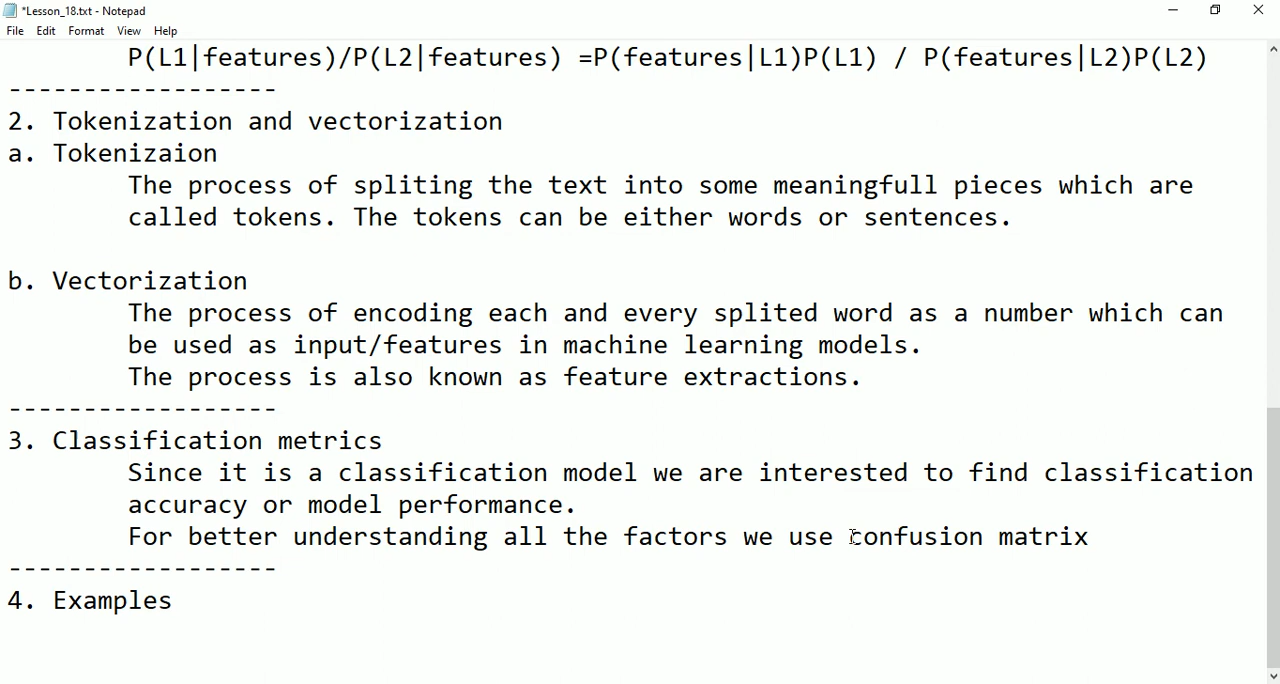 *Lesson_18.txt - Notepad
File Edit Format View Help
P(L1|features)/P(L2|features) =P(features|L1)P(L1) / P(features|L2)P(L2)
------------------
2. Tokenization and vectorization
a. Tokenizaion
The process of spliting the text into some meaningfull pieces which are
called tokens. The tokens can be either words or sentences.
b. Vectorization
The process of encoding each and every splited word as a number which can
be used as input/features in machine learning models.
The process is also known as feature extractions.
------------------
3. Classification metrics
Since it is a classification model we are interested to find classification
accuracy or model performance.
For better understanding all the factors we use confusion matrix
------------------
4. Examples